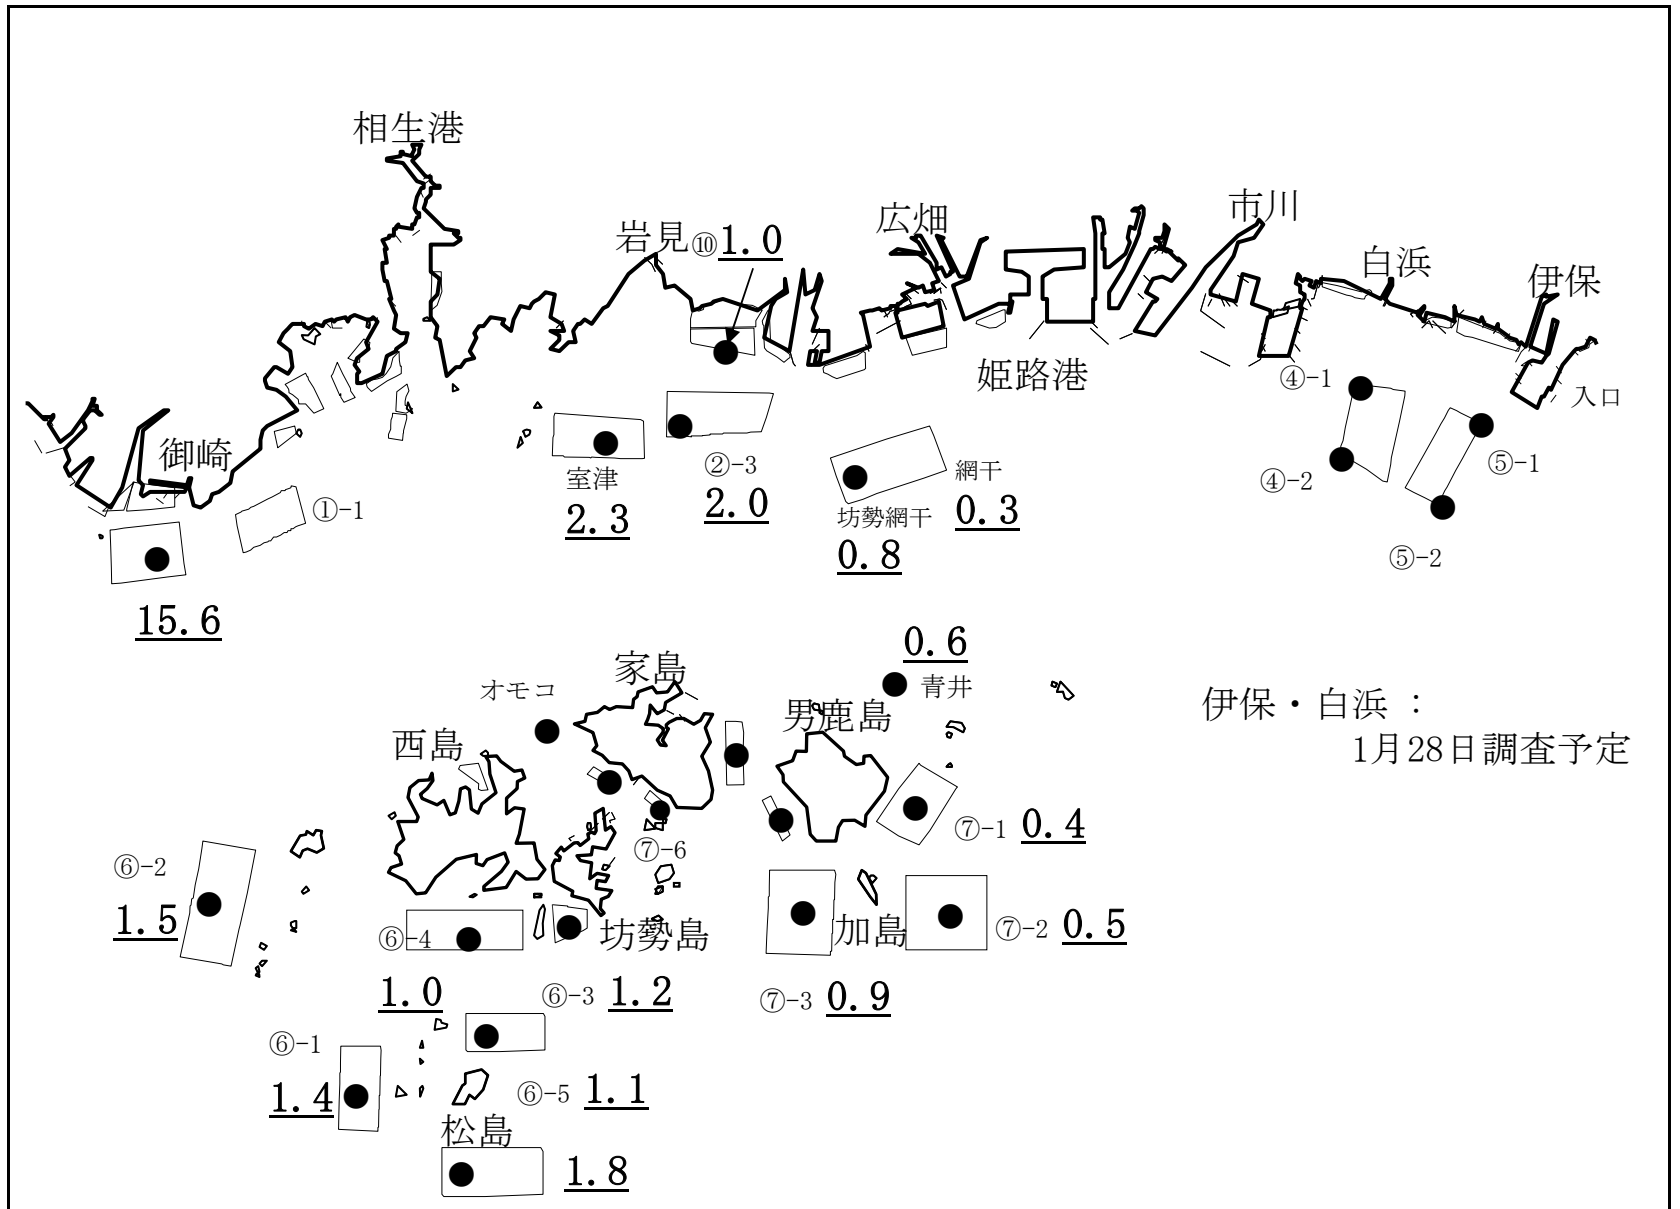 相生港
市川
広畑
岩見⑩1.0
白浜
伊保
姫路港
④-1
入口
御崎
室津
2.3
②-3
2.0
網干
0.3
坊勢網干
0.8
⑤-1
④-2
①-1
⑤-2
15.6
0.6
青井
家島
オモコ
男鹿島
西島
伊保・白浜 :
1月28日調査予定
⑦-1 0.4
⑦-6
⑥-2
1.5
⑥-4
1.0
坊勢島
加島
⑦-2 0.5
⑥-3 1.2
⑦-3 0.9
⑥-1
1.4
⑥-5 1.1
松島
1.8